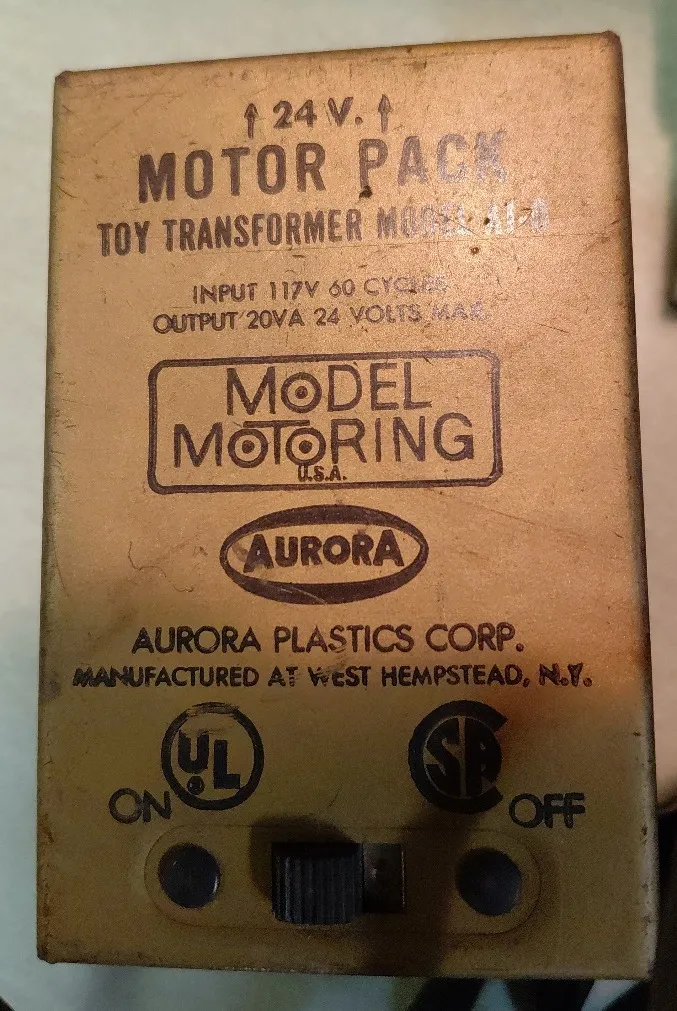 ↑ 24 V. ↑
MOTOR PACK
TOY TRANSFORMER MODEL
INPUT 117V 60 CYCLES
OUTPUT 20VA 24 VOLTS MAX.
MODEL
MOTORING
U.S.A.
AURORA
AURORA PLASTICS CORP.
MANUFACTURED AT WEST HEMPSTEAD, N.Y.
UL SA
ON OFF